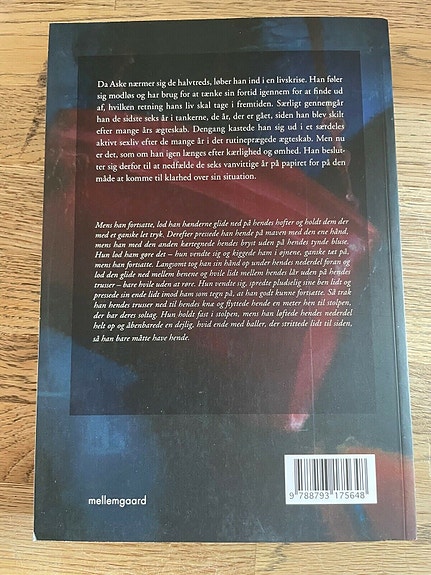 Da Aske nærmer sig de halvtreds, løber han ind i en livskrise. Han føler
sig modløs og har brug for at tænke sin fortid igennem for at finde ud
af, hvilken retning hans liv skal tage i fremtiden. Særligt gennemgår
han de sidste seks år i tankerne, de år, der er gået, siden han blev skilt
efter mange års ægteskab. Dengang kastede han sig ud i et særdeles
aktivt sexliv efter de mange år i det rutineprægede ægteskab. Men nu
er det, som om han igen længes efter kærlighed og ømhed. Han beslut-
ter sig derfor til at nedfælde de seks vanvittige år på papiret for på den
måde at komme til klarhed over sin situation.
Mens han fortsatte, lod han hænderne glide ned på hendes hofter og holdt dem der
med et ganske let tryk. Derefter pressede han hende på maven med den ene hånd,
mens han med den anden kærtegnede hendes bryst uden på hendes tynde bluse.
Hun lod ham gøre det – hun vendte sig og kiggede ham i øjnene, ganske tæt på,
mens han fortsatte. Langsomt tog han sin hånd op under hendes nederdel foran og
lod den glide ned mellem benene og hvile lidt mellem hendes lår uden på hendes
trusser – bare hvile uden at røre. Hun vendte sig, spredte pludselig sine ben lidt og
pressede sin ende lidt imod ham som tegn på, at han godt kunne fortsætte. Så trak
han hendes trusser ned til hendes knæ og flyttede hende en meter hen til stolpen,
der bar deres soltag. Hun holdt fast i stolpen, mens han løftede hendes nederdel
helt op og åbenbarede en dejlig, hvid ende med baller, der strittede lidt til siden,
så han bare måtte have hende.
9 788793 175648
mellemgaard